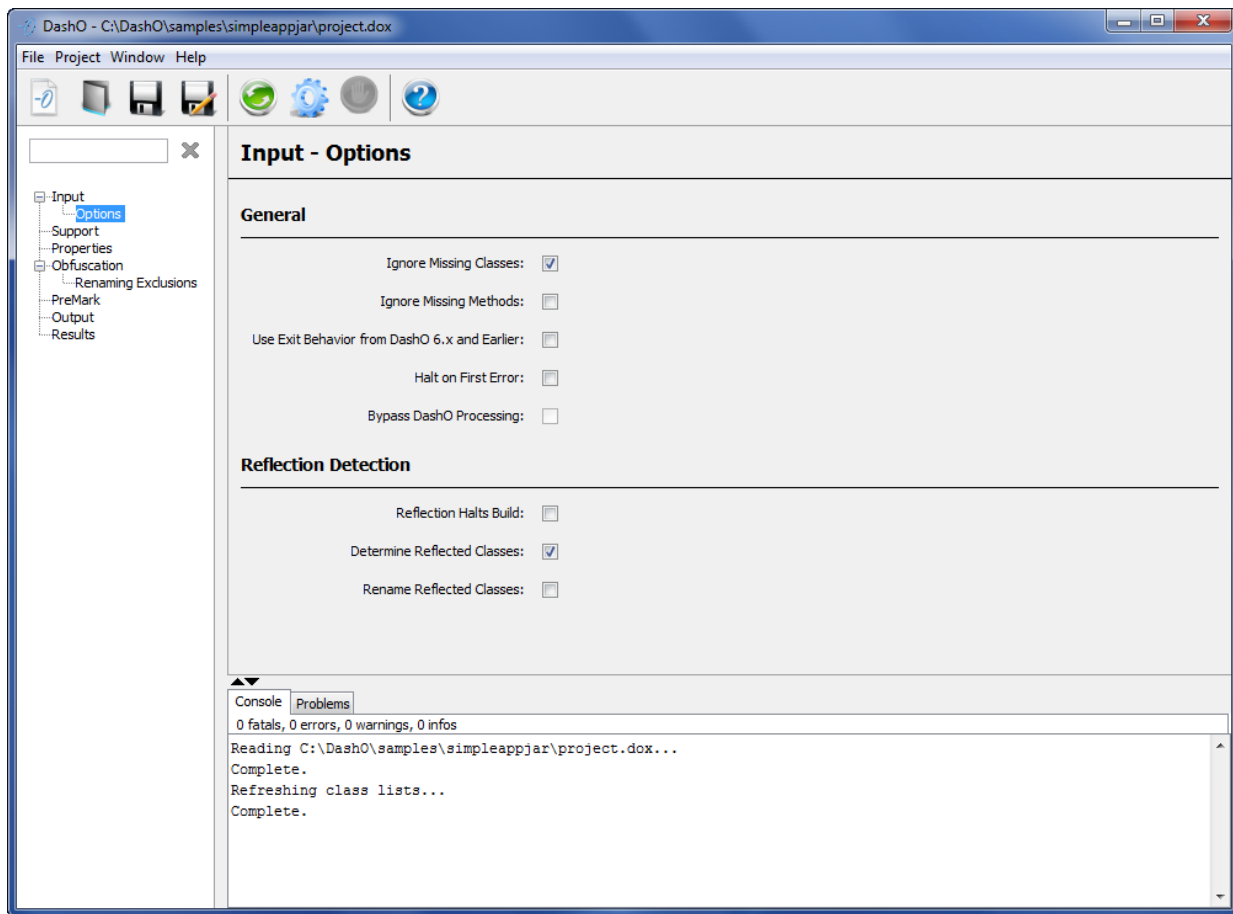 DashO - C:\DashO\samples\simpleappjar\project.dox
File Project Window Help
Input
Options
Support
Properties
Obfuscation
Renaming Exclusions
PreMark
Output
Results
Input - Options
General
Ignore Missing Classes:
Ignore Missing Methods:
Use Exit Behavior from DashO 6.x and Earlier:
Halt on First Error:
Bypass DashO Processing:
Reflection Detection
Reflection Halts Build:
Determine Reflected Classes:
Rename Reflected Classes:
Console Problems
0 fatals, 0 errors, 0 warnings, 0 infos
Reading C:\DashO\samples\simpleappjar\project.dox...
Complete.
Refreshing class lists...
Complete.